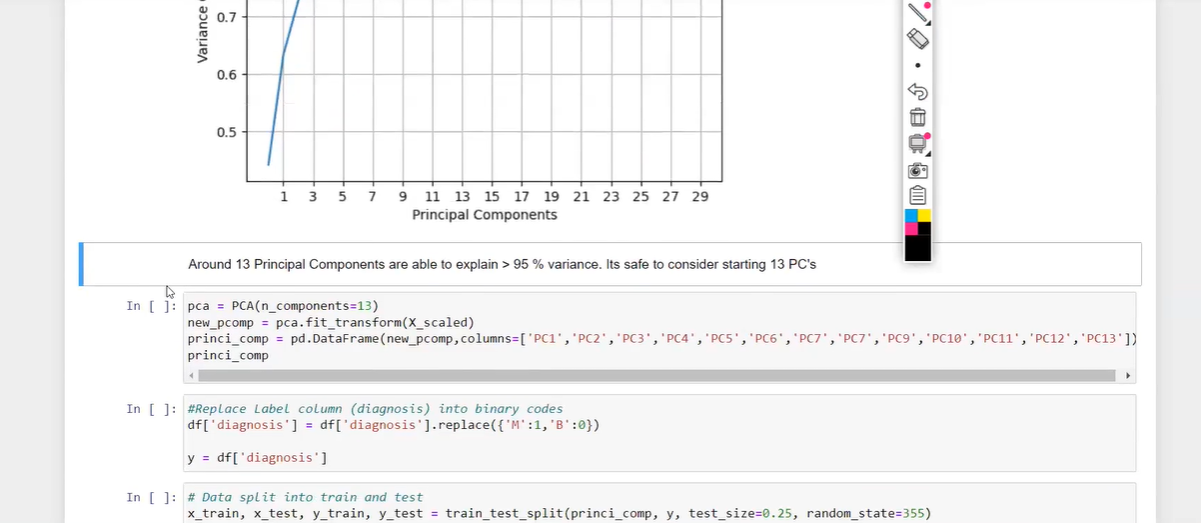 Variance
0.7
0.6
0.5
1 3 5 7 9 11 13 15 17 19 21 23 25 27 29
Principal Components
Around 13 Principal Components are able to explain > 95 % variance. Its safe to consider starting 13 PC's
In [ ]: pca = PCA(n_components=13)
new_pcomp = pca.fit_transform(X_scaled)
princi_comp = pd.DataFrame(new_pcomp,columns=['PC1','PC2','PC3','PC4','PC5','PC6','PC7','PC7','PC9','PC10','PC11','PC12','PC13'])
princi_comp
In [ ]: #Replace Label column (diagnosis) into binary codes
df['diagnosis'] = df['diagnosis'].replace({'M':1,'B':0})
y = df['diagnosis']
In [ ]: # Data split into train and test
x_train, x_test, y_train, y_test = train_test_split(princi_comp, y, test_size=0.25, random_state=355)